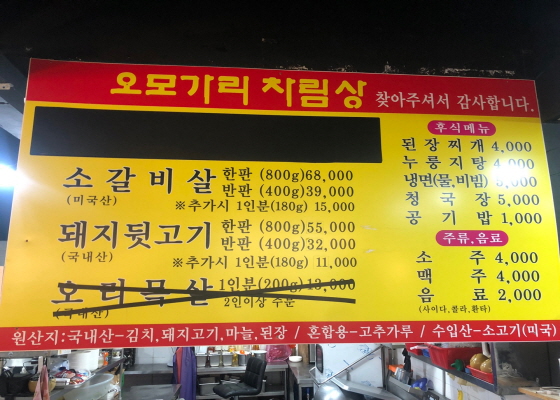 오모가리 차림상 찾아주셔서 감사합니다.
소갈비살 한판 (800g)68,000
(미국산) 반판 (400g)39,000
※추가시 1인분(180g) 15,000
돼지뒷고기 한판 (800g)55,000
(국내산) 반판 (400g)32,000
※추가시 1인분(180g) 11,000
오리목살 1인분(200g) 13,000
2인이상 주문
후식메뉴
된장찌개 4,000
누룽지탕 4,000
냉면(물,비빔) ,000
청국장 5,000
공기밥 1,000
주류,음료
소주 4,000
맥주 4,000
음료 2,000
(사이다,콜라,환타)
원산지:국내산-김치,돼지고기,마늘,된장 / 혼합용-고추가루 / 수입산-소고기(미국)